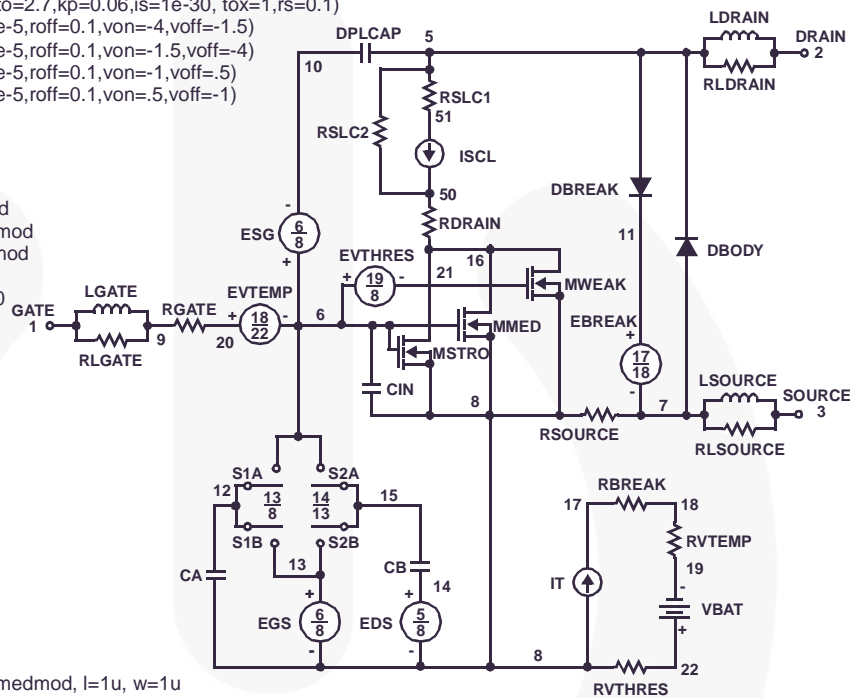 to=2.7,kp=0.06,is=1e-30, tox=1,rs=0.1)
e-5,roff=0.1,von=-4,voff=-1.5)
e-5,roff=0.1,von=-1.5,voff=-4)
e-5,roff=0.1,von=-1,voff=.5)
e-5,roff=0.1,von=.5,voff=-1)
LDRAIN
DPLCAP
5
DRAIN
2
10
RLDRAIN
RSLC1
51
RSLC2
ISCL
50
d
DBREAK
mod
RDRAIN
- ESG 6 8 +
nod
11
DBODY
EVTHRES
16
+ 19 8 -
21
MWEAK
0
GATE
1
LGATE
RGATE
EVTEMP
+ 18 22 -
6
EBREAK
9
20
MMED
+
MSTRO
17 18
RLGATE
-
LSOURCE
CIN
8
7
SOURCE
3
RSOURCE
RLSOURCE
S1A
S2A
12
13 8
14 13
15
RBREAK
17
18
S1B
S2B
RVTEMP
13
CB
CA
19
14
IT
-
VBAT
+ EGS 6 8 -
+ EDS 5 8 -
+
8
22
RVTHRES
medmod, l=1u, w=1u